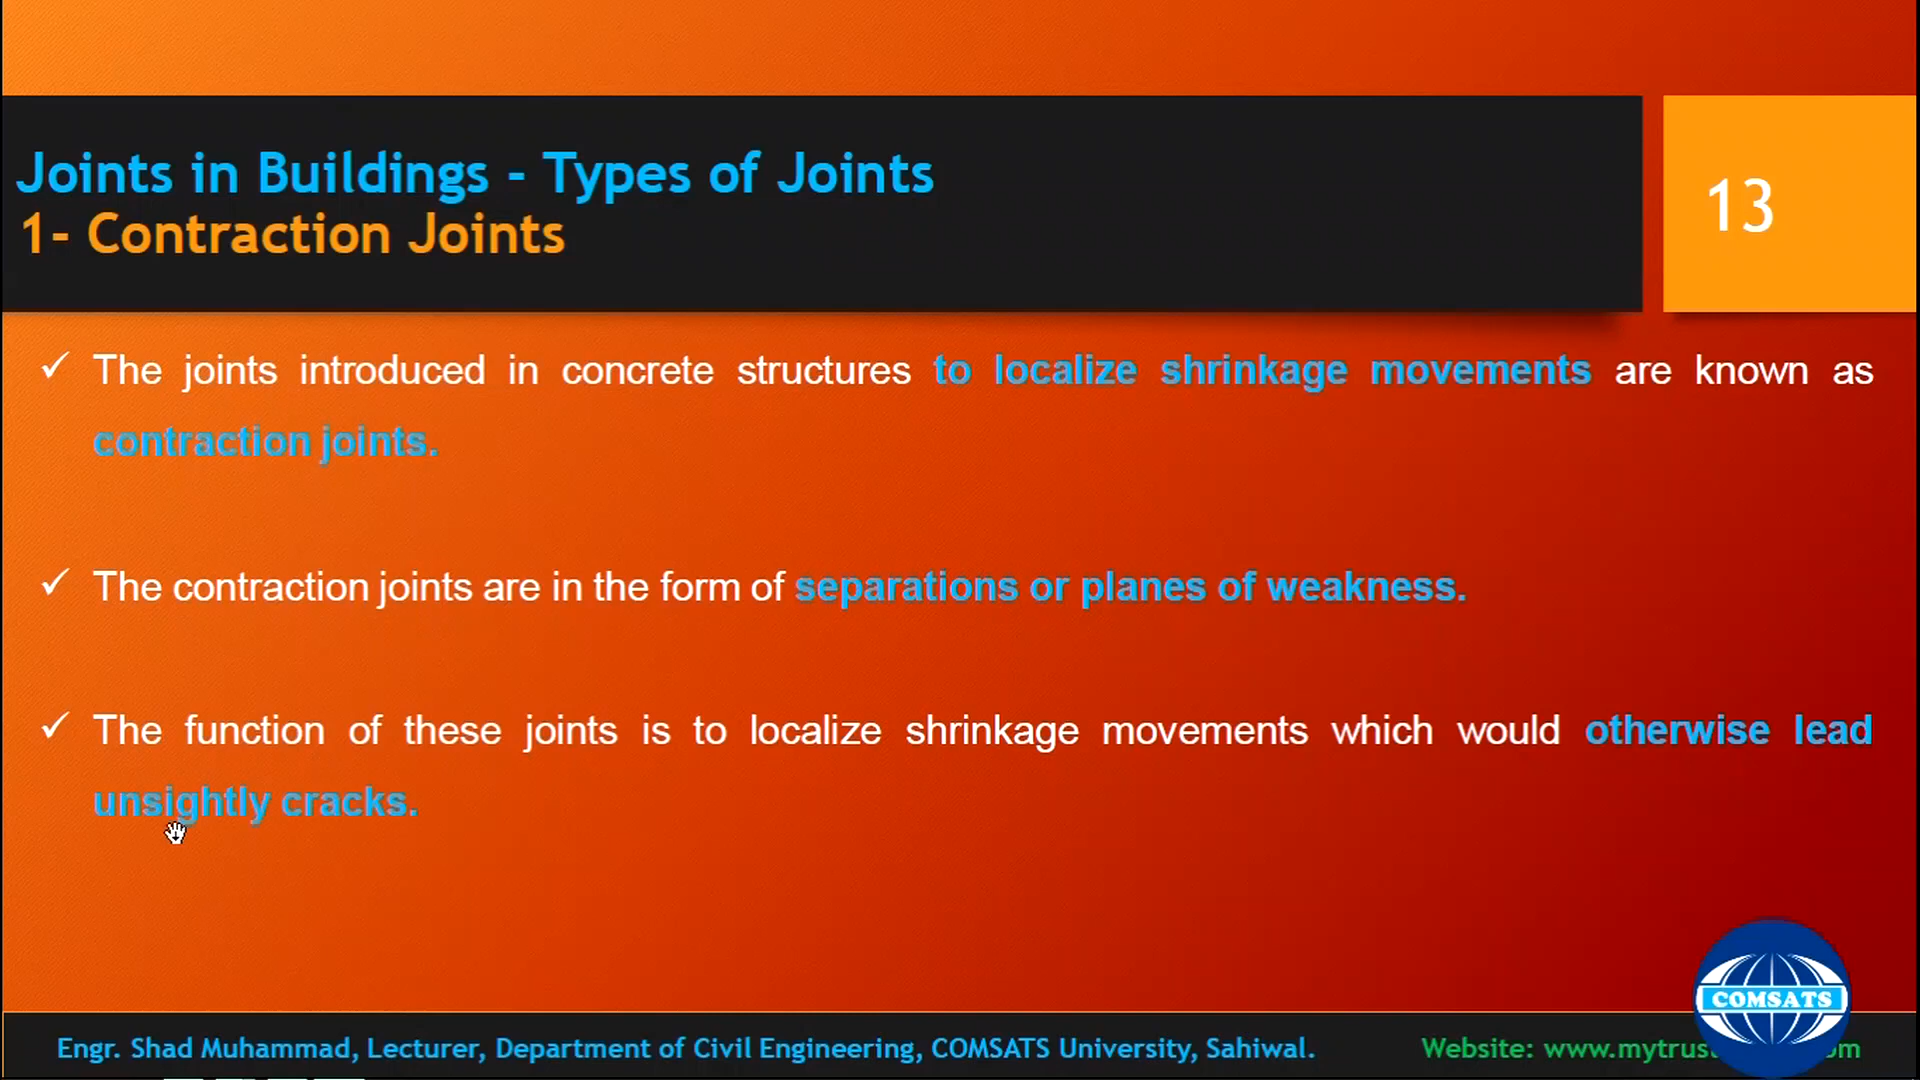 Joints in Buildings - Types of Joints
1- Contraction Joints
13
✓ The joints introduced in concrete structures to localize shrinkage movements are known as
contraction joints.
✓ The contraction joints are in the form of separations or planes of weakness.
✓ The function of these joints is to localize shrinkage movements which would otherwise lead
unsightly cracks.
COMSATS
Engr. Shad Muhammad, Lecturer, Department of Civil Engineering, COMSATS University, Sahiwal.
Website: